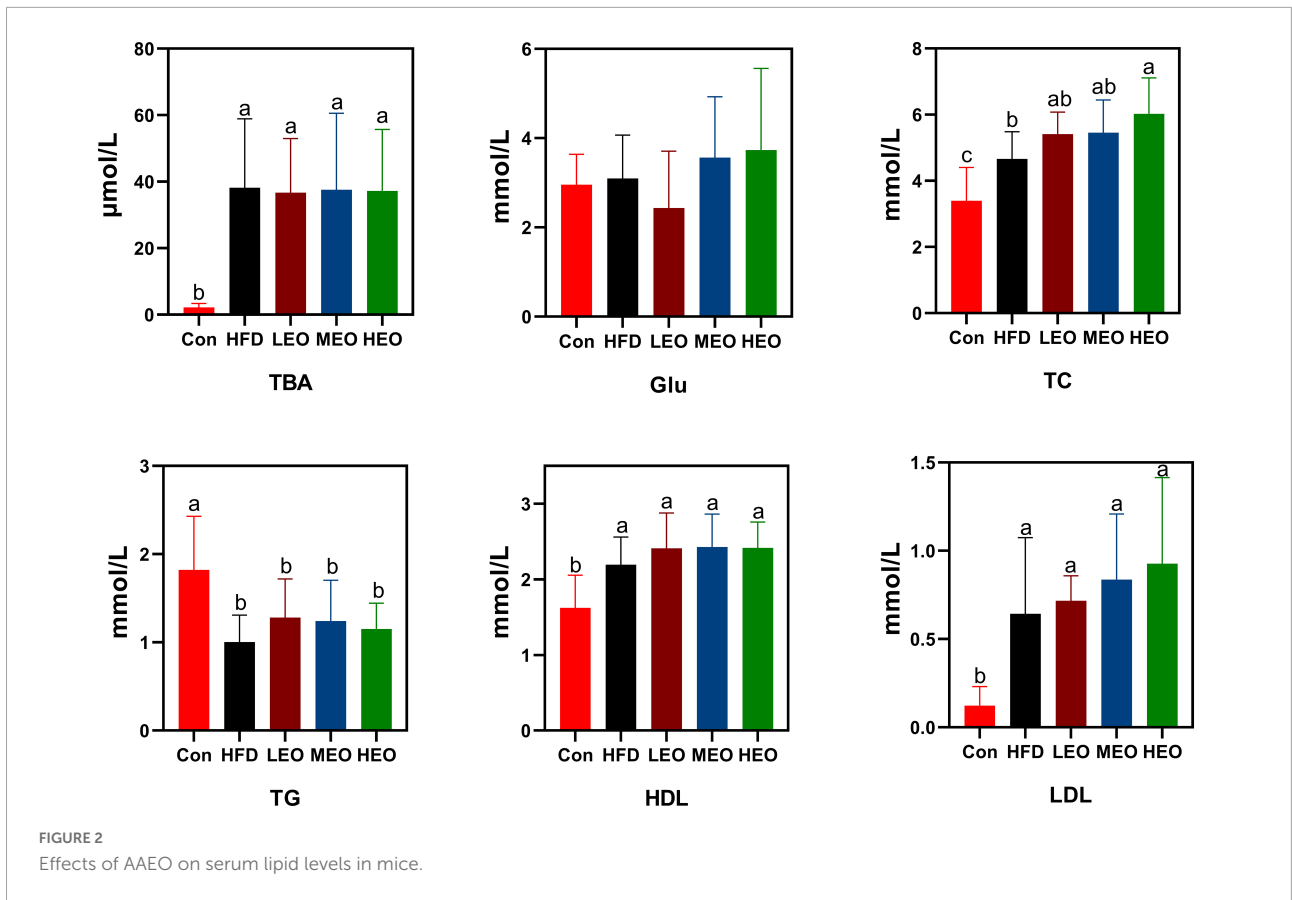 80
60
40
20
0
μmol/L
b
a
a
a
a
Con HFD LEO MEO HEO
TBA
6
4
2
0
mmol/L
Con HFD LEO MEO HEO
Glu
8
6
4
2
0
mmol/L
c
b
ab
ab
a
Con HFD LEO MEO HEO
TC
3
2
1
0
mmol/L
a
b
b
b
b
Con HFD LEO MEO HEO
TG
3
2
1
0
mmol/L
b
a
a
a
a
Con HFD LEO MEO HEO
HDL
1.5
1.0
0.5
0.0
mmol/L
b
a
a
a
a
Con HFD LEO MEO HEO
LDL
FIGURE 2
Effects of AAEO on serum lipid levels in mice.